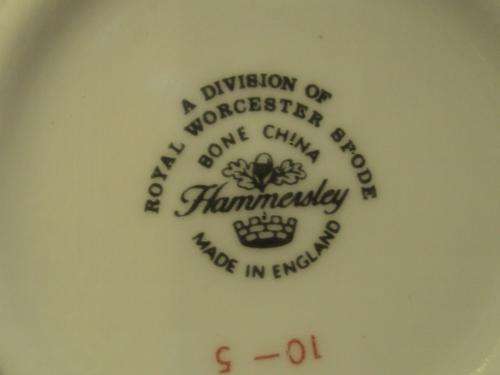 A DIVISION OF
ROYAL WORCESTER SPODE
BONE CHINA
Hammersley
MADE IN ENGLAND
10-5